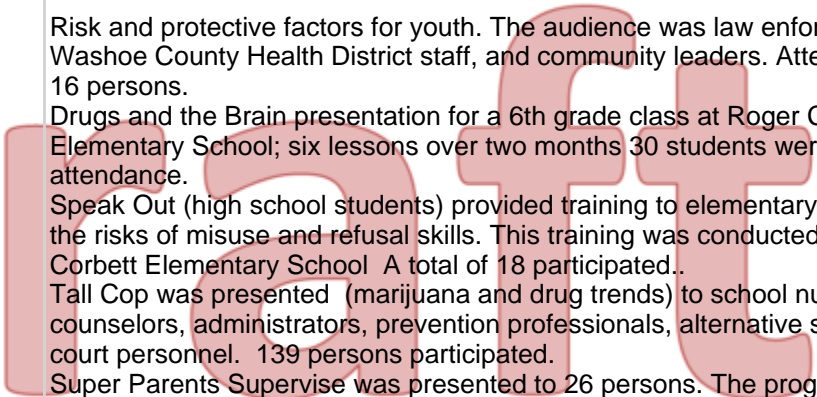 Risk and protective factors for youth. The audience was law enfor
Washoe County Health District staff, and community leaders. Atte
16 persons.
Drugs and the Brain presentation for a 6th grade class at Roger C
Elementary School; six lessons over two months 30 students wer
attendance.
Speak Out (high school students) provided training to elementary
the risks of misuse and refusal skills. This training was conducted
Corbett Elementary School  A total of 18 participated..
Tall Cop was presented  (marijuana and drug trends) to school nu
counselors, administrators, prevention professionals, alternative s
court personnel.  139 persons participated.
Super Parents Supervise was presented to 26 persons. The prog
raft